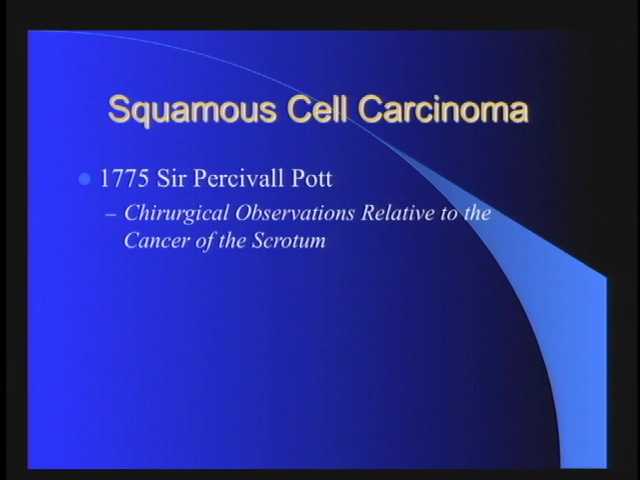 Squamous Cell Carcinoma
1775 Sir Percivall Pott
– Chirurgical Observations Relative to the
Cancer of the Scrotum